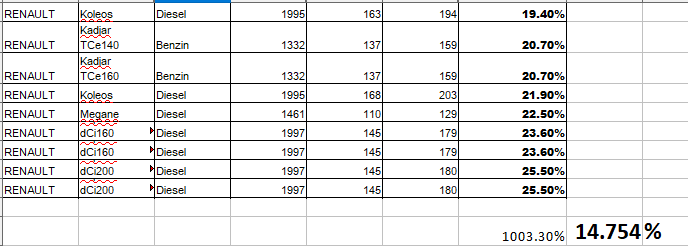 RENAULT Koleos Diesel 1995 163 194 19.40%
Kadjar
RENAULT TCe140 Benzin 1332 137 159 20.70%
Kadjar
RENAULT TCe160 Benzin 1332 137 159 20.70%
RENAULT Koleos Diesel 1995 168 203 21.90%
RENAULT Megane Diesel 1461 110 129 22.50%
RENAULT dCi160 Diesel 1997 145 179 23.60%
RENAULT dCi160 Diesel 1997 145 179 23.60%
RENAULT dCi200 Diesel 1997 145 180 25.50%
RENAULT dCi200 Diesel 1997 145 180 25.50%
1003.30% 14.754 %